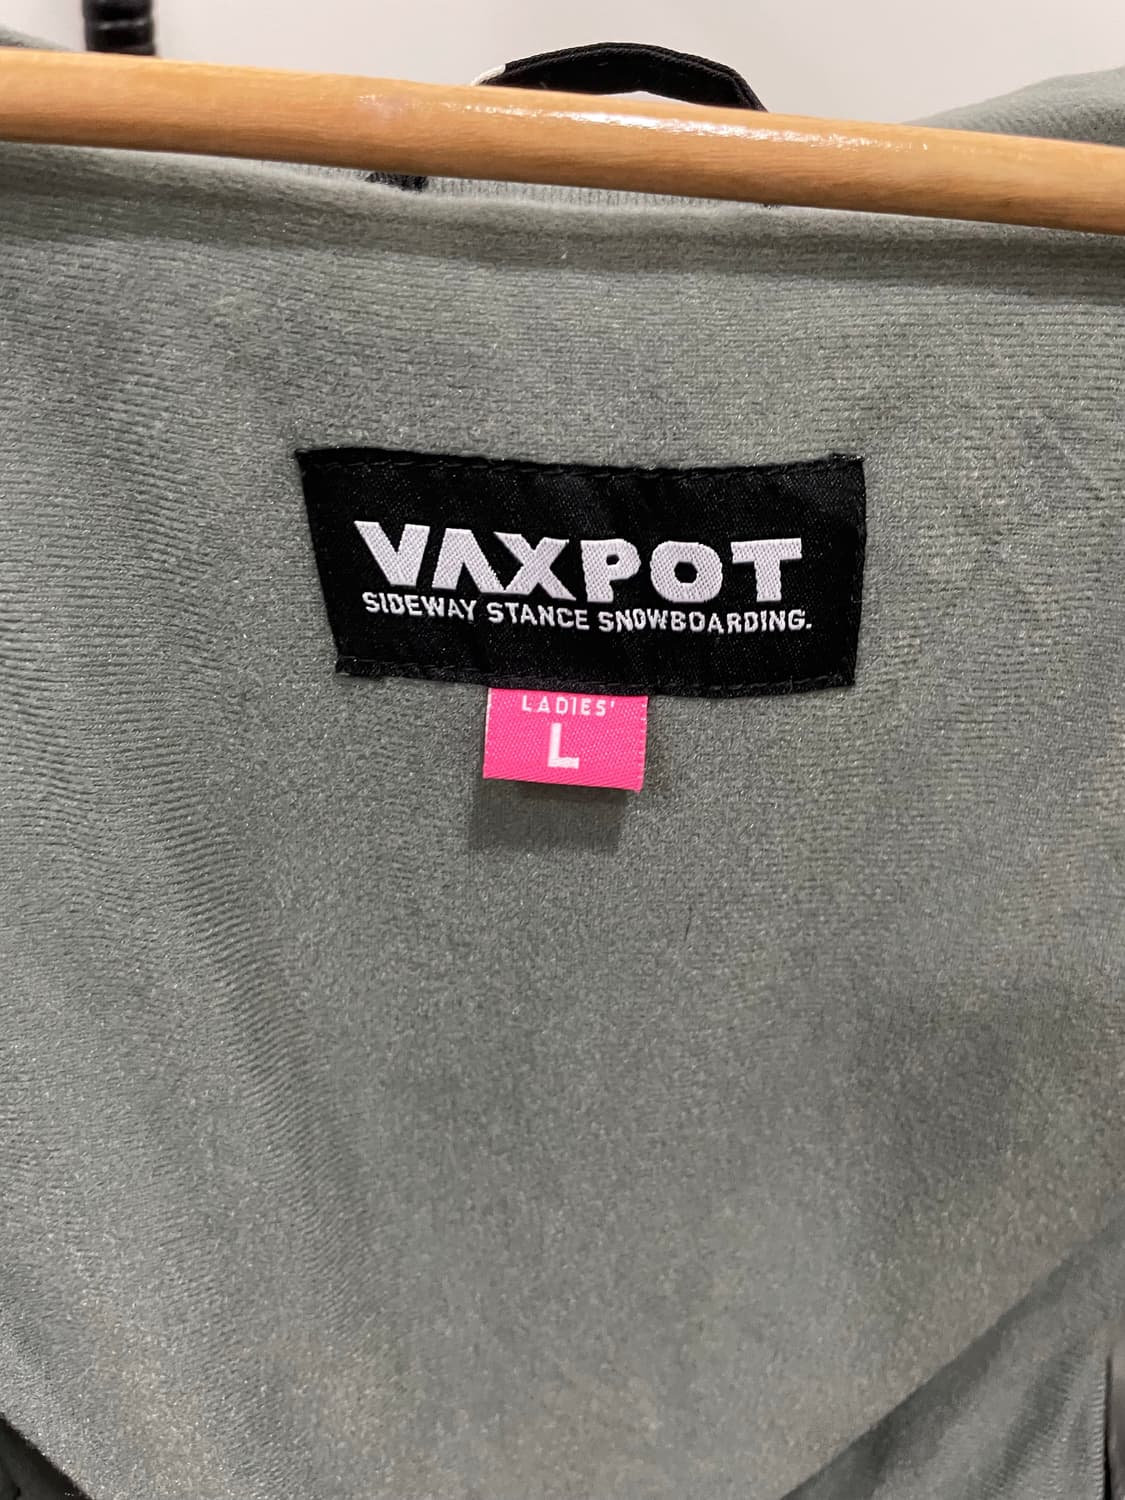 VAXPOT
SIDEWAY STANCE SNOWBOARDING.
LADIES'
L